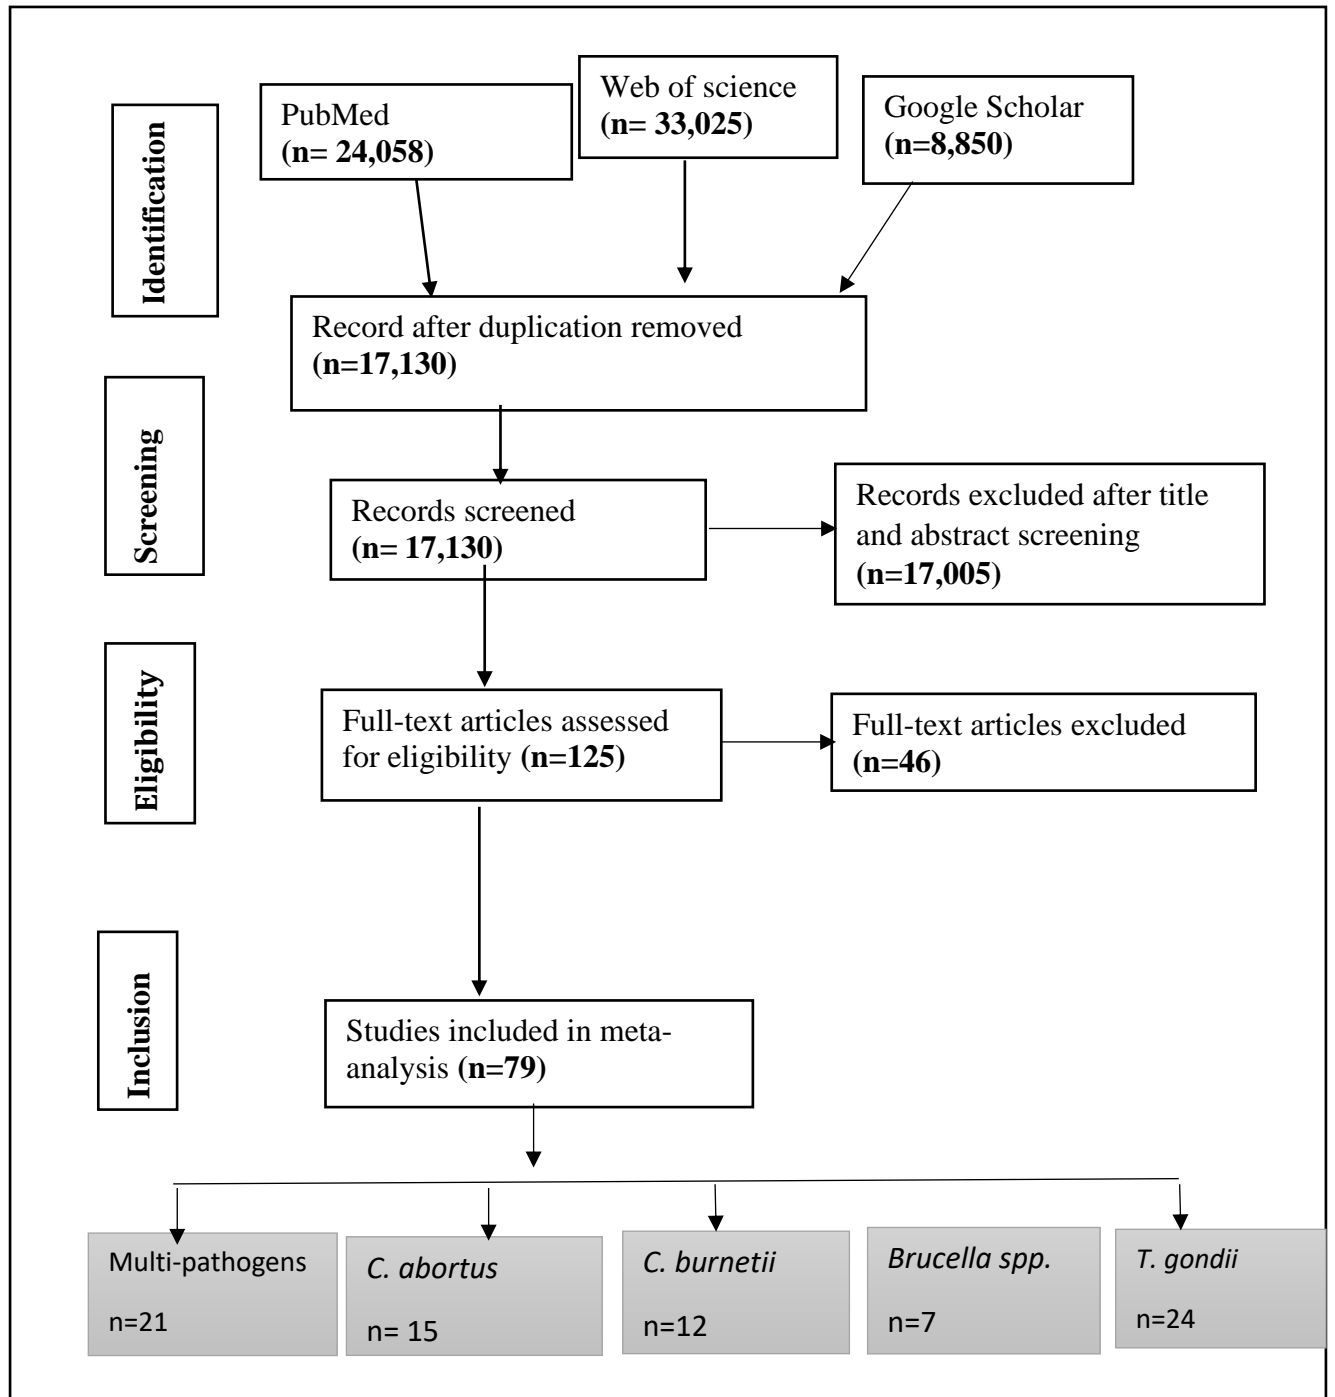 Identification
PubMed
(n= 24,058)
Web of science
(n= 33,025)
Google Scholar
(n=8,850)
Record after duplication removed
(n=17,130)
Screening
Records screened
(n= 17,130)
Records excluded after title
and abstract screening
(n=17,005)
Eligibility
Full-text articles assessed
for eligibility (n=125)
Full-text articles excluded
(n=46)
Inclusion
Studies included in meta-
analysis (n=79)
Multi-pathogens
n=21
C. abortus
n= 15
C. burnetii
n=12
Brucella spp.
n=7
T. gondii
n=24